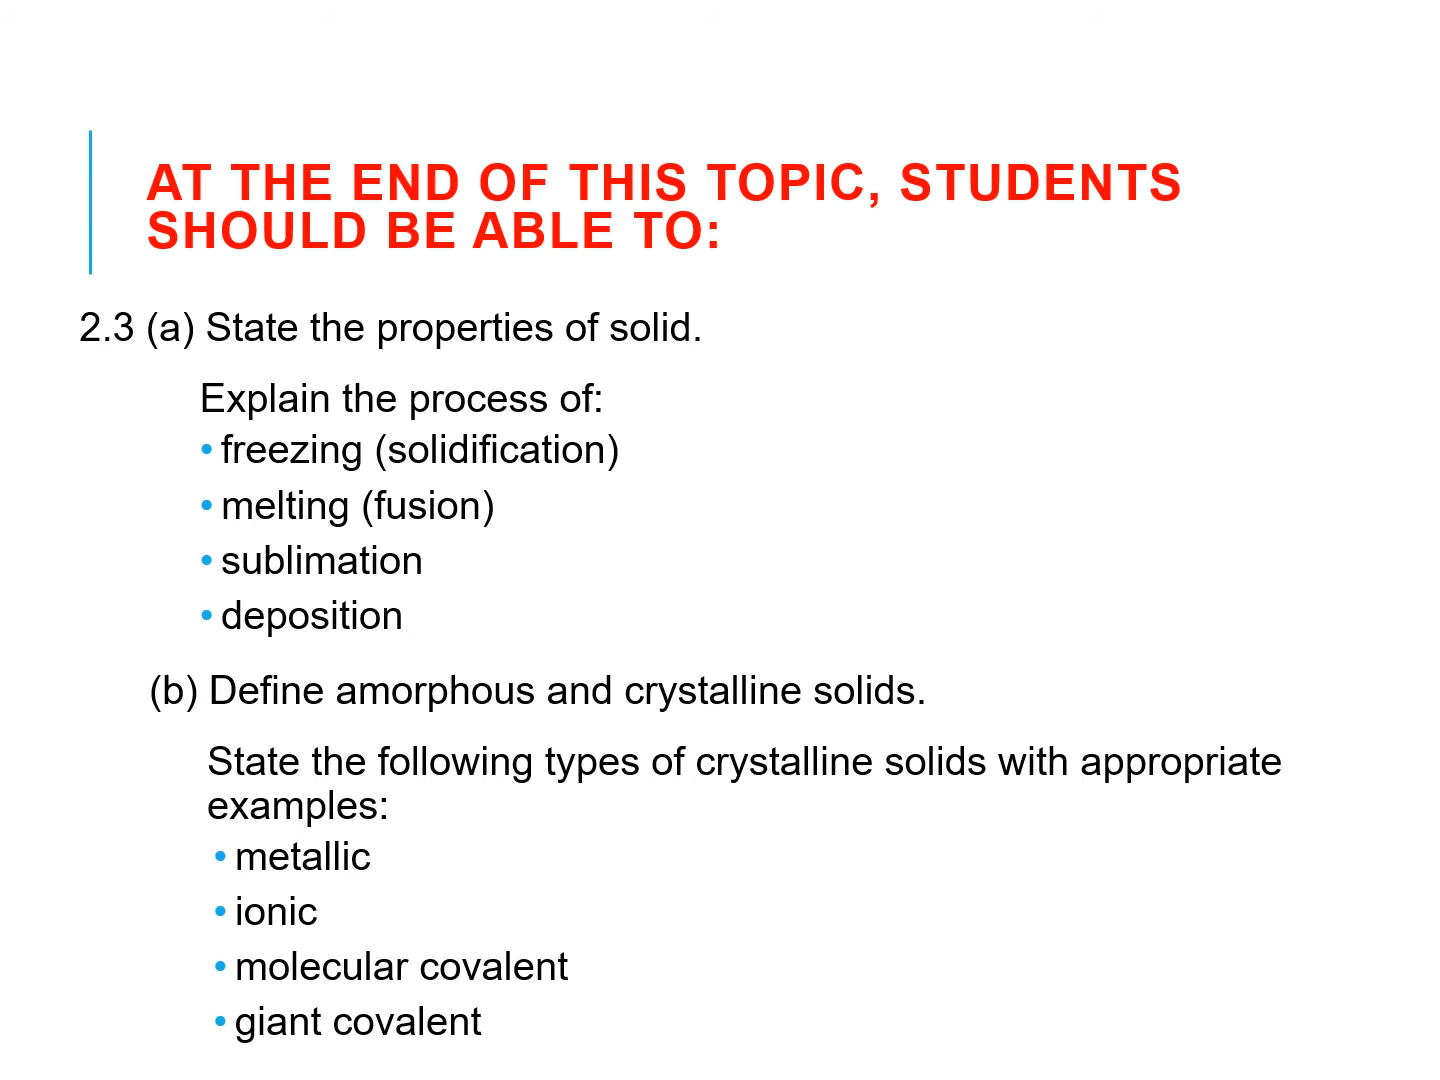 AT THE END OF THIS TOPIC, STUDENTS
SHOULD BE ABLE TO:
2.3 (a) State the properties of solid.
Explain the process of:
• freezing (solidification)
• melting (fusion)
• sublimation
• deposition
(b) Define amorphous and crystalline solids.
State the following types of crystalline solids with appropriate
examples:
• metallic
• ionic
• molecular covalent
• giant covalent